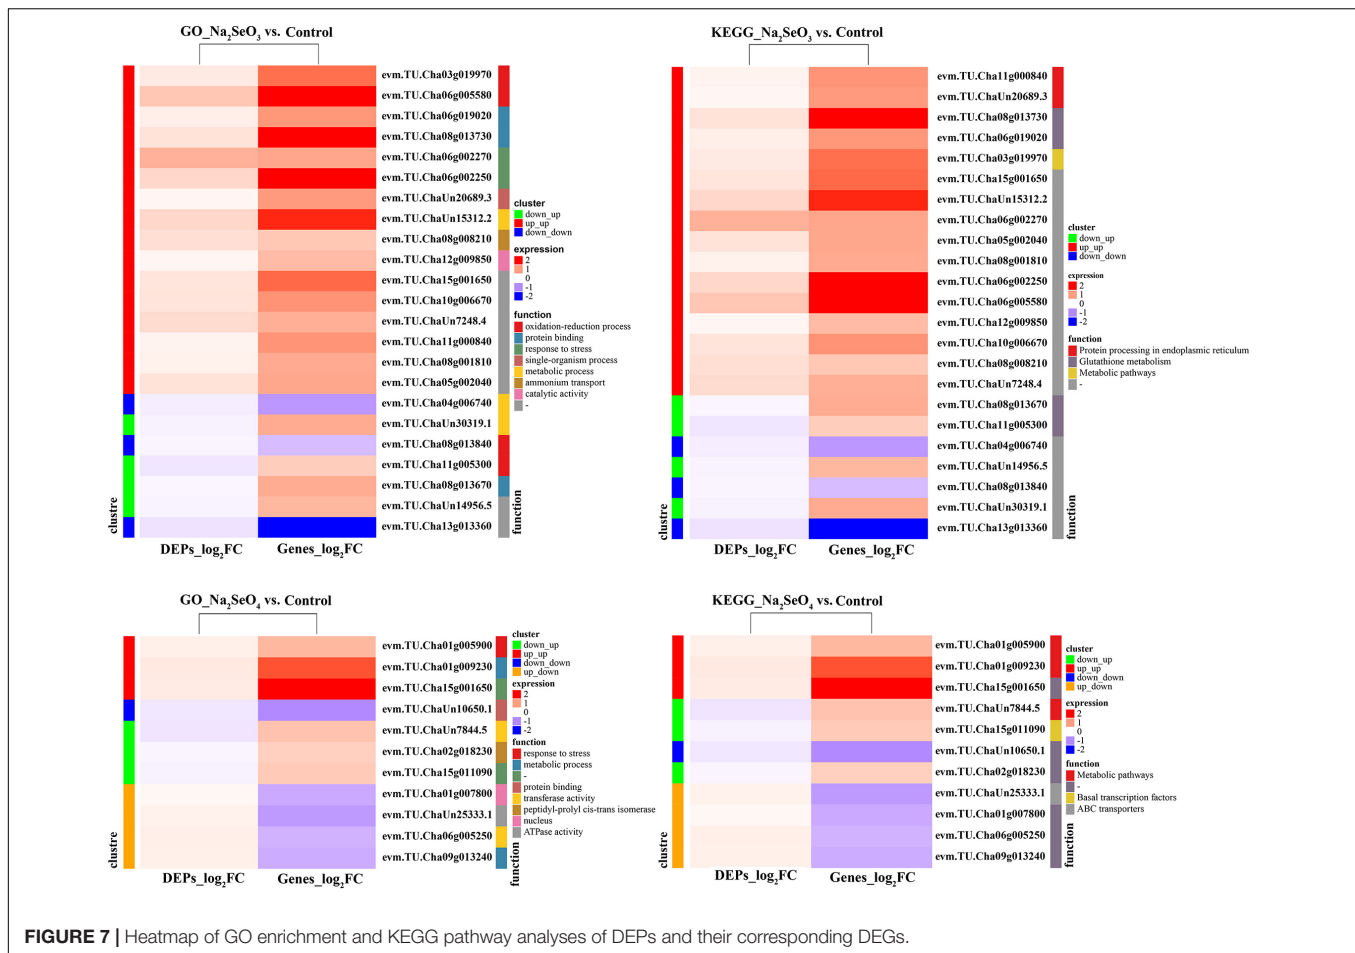 GO_Na₂SeO₃ vs. Control
evm.TU.Cha03g019970
evm.TU.Cha06g005580
evm.TU.Cha06g019020
evm.TU.Cha08g013730
evm.TU.Cha06g002270
evm.TU.Cha06g002250
evm.TU.ChaUn20689.3
evm.TU.ChaUn15312.2
evm.TU.Cha08g008210
evm.TU.Cha12g009850
evm.TU.Cha15g001650
evm.TU.Cha10g006670
evm.TU.ChaUn7248.4
evm.TU.Cha11g000840
evm.TU.Cha08g001810
evm.TU.Cha05g002040
evm.TU.Cha04g006740
evm.TU.ChaUn30319.1
evm.TU.Cha08g013840
evm.TU.Cha11g005300
evm.TU.Cha08g013670
evm.TU.ChaUn14956.5
evm.TU.Cha13g013360
clustre
function
DEPs_log₂FC
Genes_log₂FC
cluster
down_up
up_up
down_down
expression
2
1
0
-1
-2
function
oxidation-reduction process
protein binding
response to stress
single-organism process
metabolic process
ammonium transport
catalytic activity
-
KEGG_Na₂SeO₃ vs. Control
evm.TU.Cha11g000840
evm.TU.ChaUn20689.3
evm.TU.Cha08g013730
evm.TU.Cha06g019020
evm.TU.Cha03g019970
evm.TU.Cha15g001650
evm.TU.ChaUn15312.2
evm.TU.Cha06g002270
evm.TU.Cha05g002040
evm.TU.Cha08g001810
evm.TU.Cha06g002250
evm.TU.Cha06g005580
evm.TU.Cha12g009850
evm.TU.Cha10g006670
evm.TU.Cha08g008210
evm.TU.ChaUn7248.4
evm.TU.Cha08g013670
evm.TU.Cha11g005300
evm.TU.Cha04g006740
evm.TU.ChaUn14956.5
evm.TU.Cha08g013840
evm.TU.ChaUn30319.1
evm.TU.Cha13g013360
clustre
function
DEPs_log₂FC
Genes_log₂FC
cluster
down_up
up_up
down_down
expression
2
1
0
-1
-2
function
Protein processing in endoplasmic reticulum
Glutathione metabolism
Metabolic pathways
-
GO_Na₂SeO₄ vs. Control
evm.TU.Cha01g005900
evm.TU.Cha01g009230
evm.TU.Cha15g001650
evm.TU.ChaUn10650.1
evm.TU.ChaUn7844.5
evm.TU.Cha02g018230
evm.TU.Cha15g011090
evm.TU.Cha01g007800
evm.TU.ChaUn25333.1
evm.TU.Cha06g005250
evm.TU.Cha09g013240
clustre
function
DEPs_log₂FC
Genes_log₂FC
cluster
down_up
up_up
down_down
up_down
expression
2
1
0
-1
-2
function
response to stress
metabolic process
-
protein binding
transferase activity
peptidyl-prolyl cis-trans isomerase
nucleus
ATPase activity
KEGG_Na₂SeO₄ vs. Control
evm.TU.Cha01g005900
evm.TU.Cha01g009230
evm.TU.Cha15g001650
evm.TU.ChaUn7844.5
evm.TU.Cha15g011090
evm.TU.ChaUn10650.1
evm.TU.Cha02g018230
evm.TU.ChaUn25333.1
evm.TU.Cha01g007800
evm.TU.Cha06g005250
evm.TU.Cha09g013240
clustre
function
DEPs_log₂FC
Genes_log₂FC
cluster
down_up
up_up
down_down
up_down
expression
2
1
0
-1
-2
function
Metabolic pathways
-
Basal transcription factors
ABC transporters
FIGURE 7 | Heatmap of GO enrichment and KEGG pathway analyses of DEPs and their corresponding DEGs.